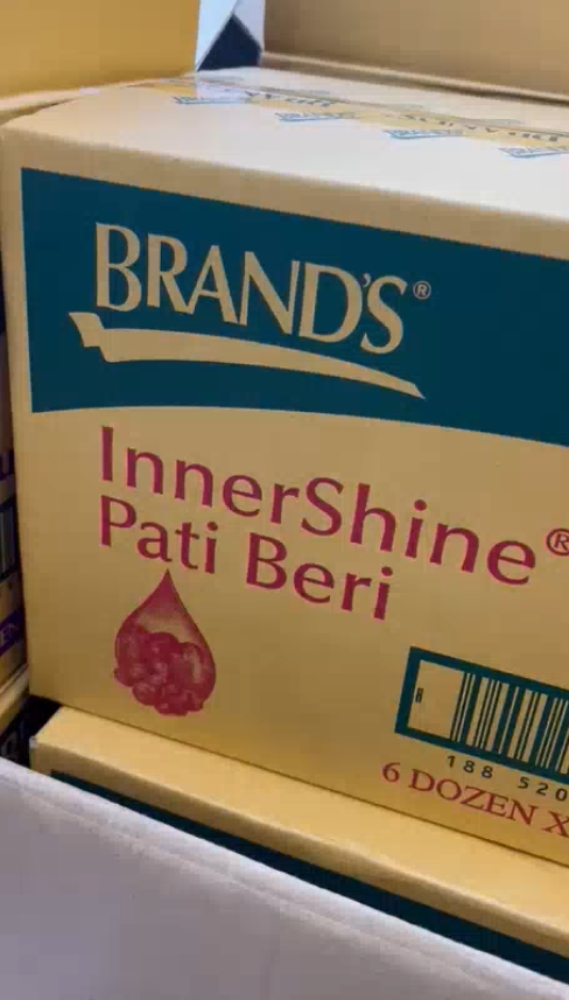 BRAND'S®
InnerShine®
Pati Beri
188 520
6 DOZEN X